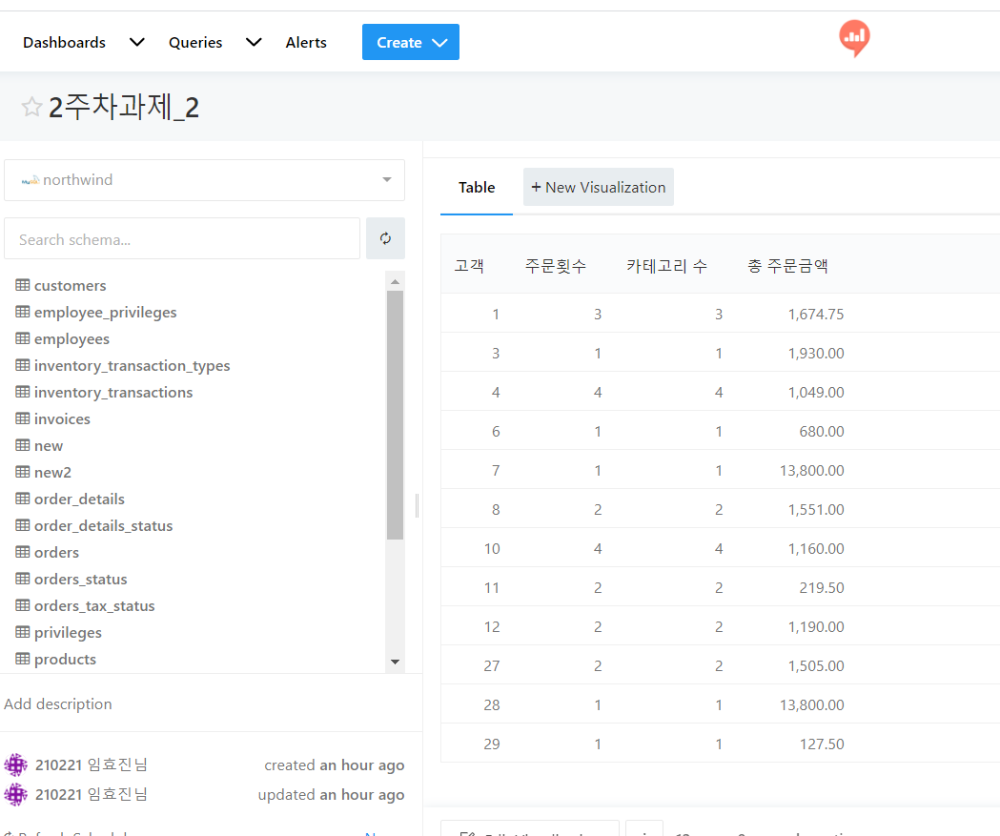 Dashboards Queries Alerts Create
2주차과제_2
northwind
Search schema...
customers
employee_privileges
employees
inventory_transaction_types
inventory_transactions
invoices
new
new2
order_details
order_details_status
orders
orders_status
orders_tax_status
privileges
products
Add description
210221 임효진님 created an hour ago
210221 임효진님 updated an hour ago
Table + New Visualization
고객 주문횟수 카테고리 수 총 주문금액
1 3 3 1,674.75
3 1 1 1,930.00
4 4 4 1,049.00
6 1 1 680.00
7 1 1 13,800.00
8 2 2 1,551.00
10 4 4 1,160.00
11 2 2 219.50
12 2 2 1,190.00
27 2 2 1,505.00
28 1 1 13,800.00
29 1 1 127.50